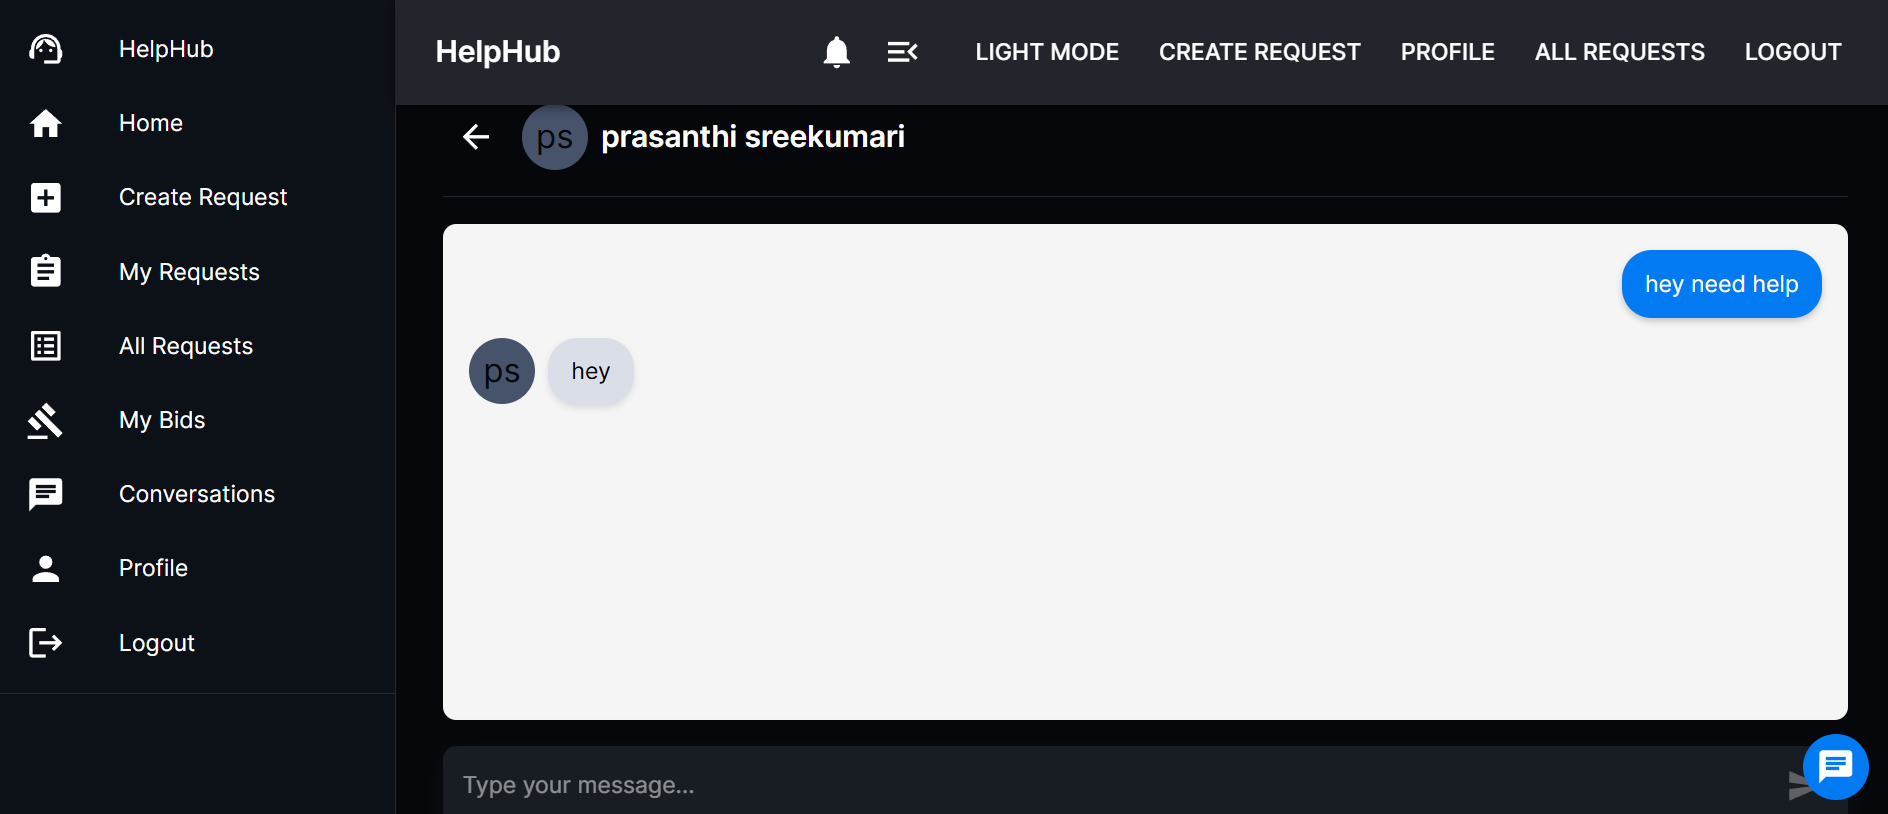 HelpHub
Home
Create Request
My Requests
All Requests
My Bids
Conversations
Profile
Logout
HelpHub LIGHT MODE CREATE REQUEST PROFILE ALL REQUESTS LOGOUT
ps prasanthi sreekumari
hey need help
ps hey
Type your message...